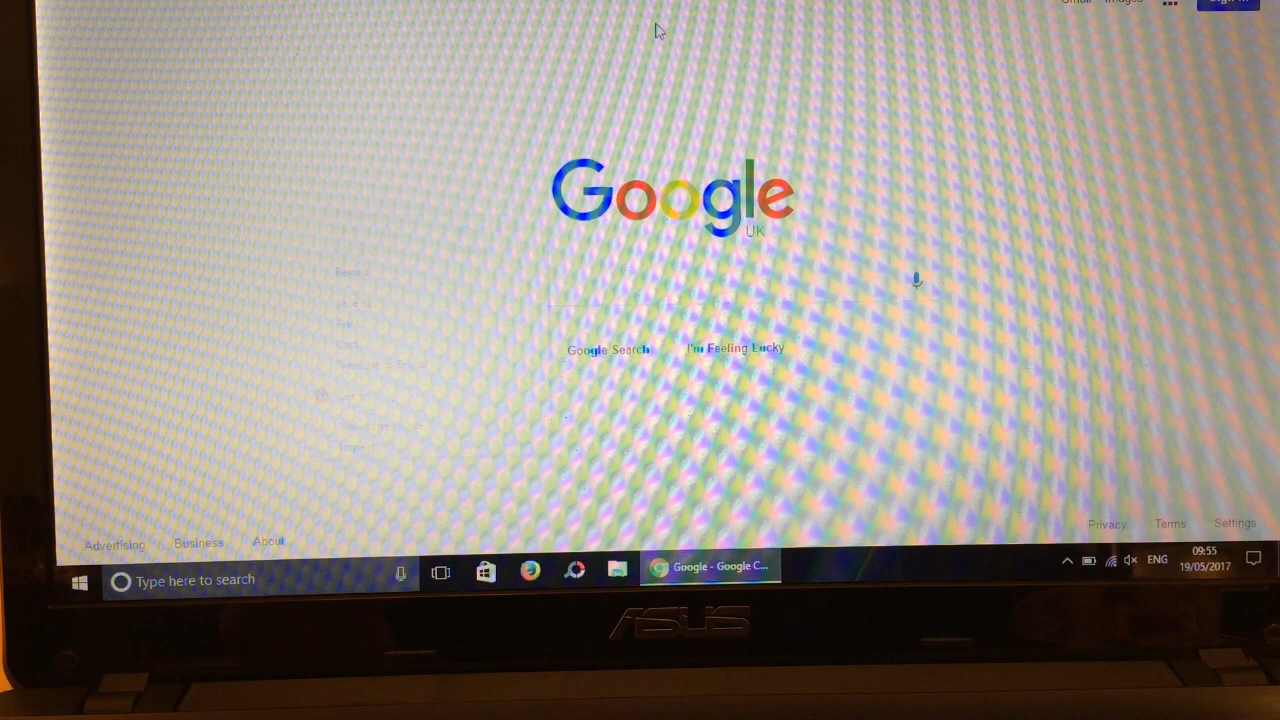 Google
UK
Google Search I'm Feeling Lucky
Advertising Business About Privacy Terms Settings
Type here to search Google - Google C... ENG 09:55
19/05/2017
ASUS